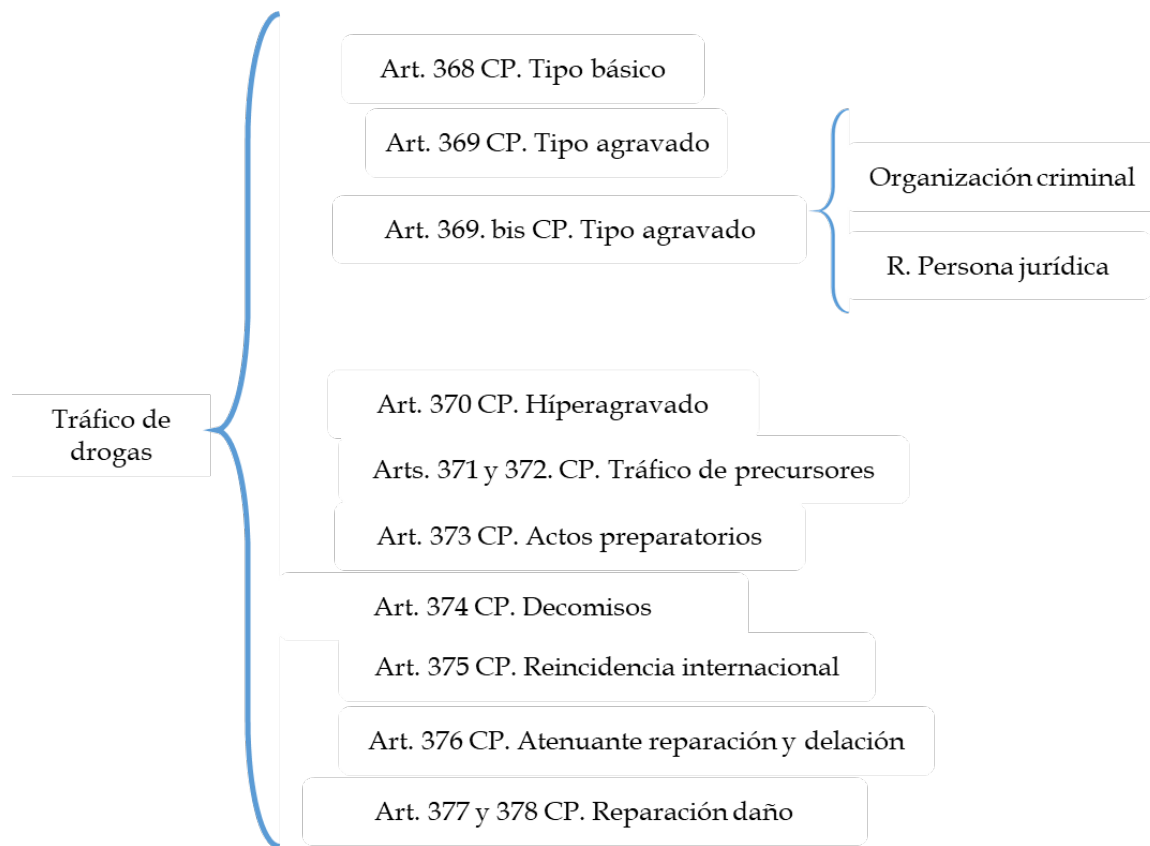 Art. 368 CP. Tipo básico
Art. 369 CP. Tipo agravado
Organización criminal
Art. 369. bis CP. Tipo agravado
R. Persona jurídica
Tráfico de
drogas
Art. 370 CP. Híperagravado
Arts. 371 y 372. CP. Tráfico de precursores
Art. 373 CP. Actos preparatorios
Art. 374 CP. Decomisos
Art. 375 CP. Reincidencia internacional
Art. 376 CP. Atenuante reparación y delación
Art. 377 y 378 CP. Reparación daño